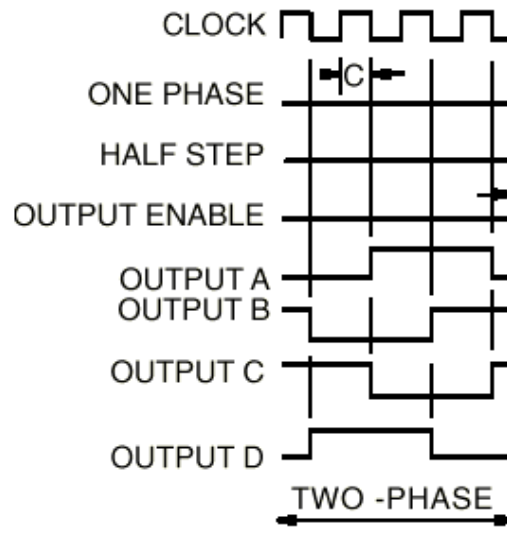 CLOCK
C
ONE PHASE
HALF STEP
OUTPUT ENABLE
OUTPUT A
OUTPUT B
OUTPUT C
OUTPUT D
TWO -PHASE